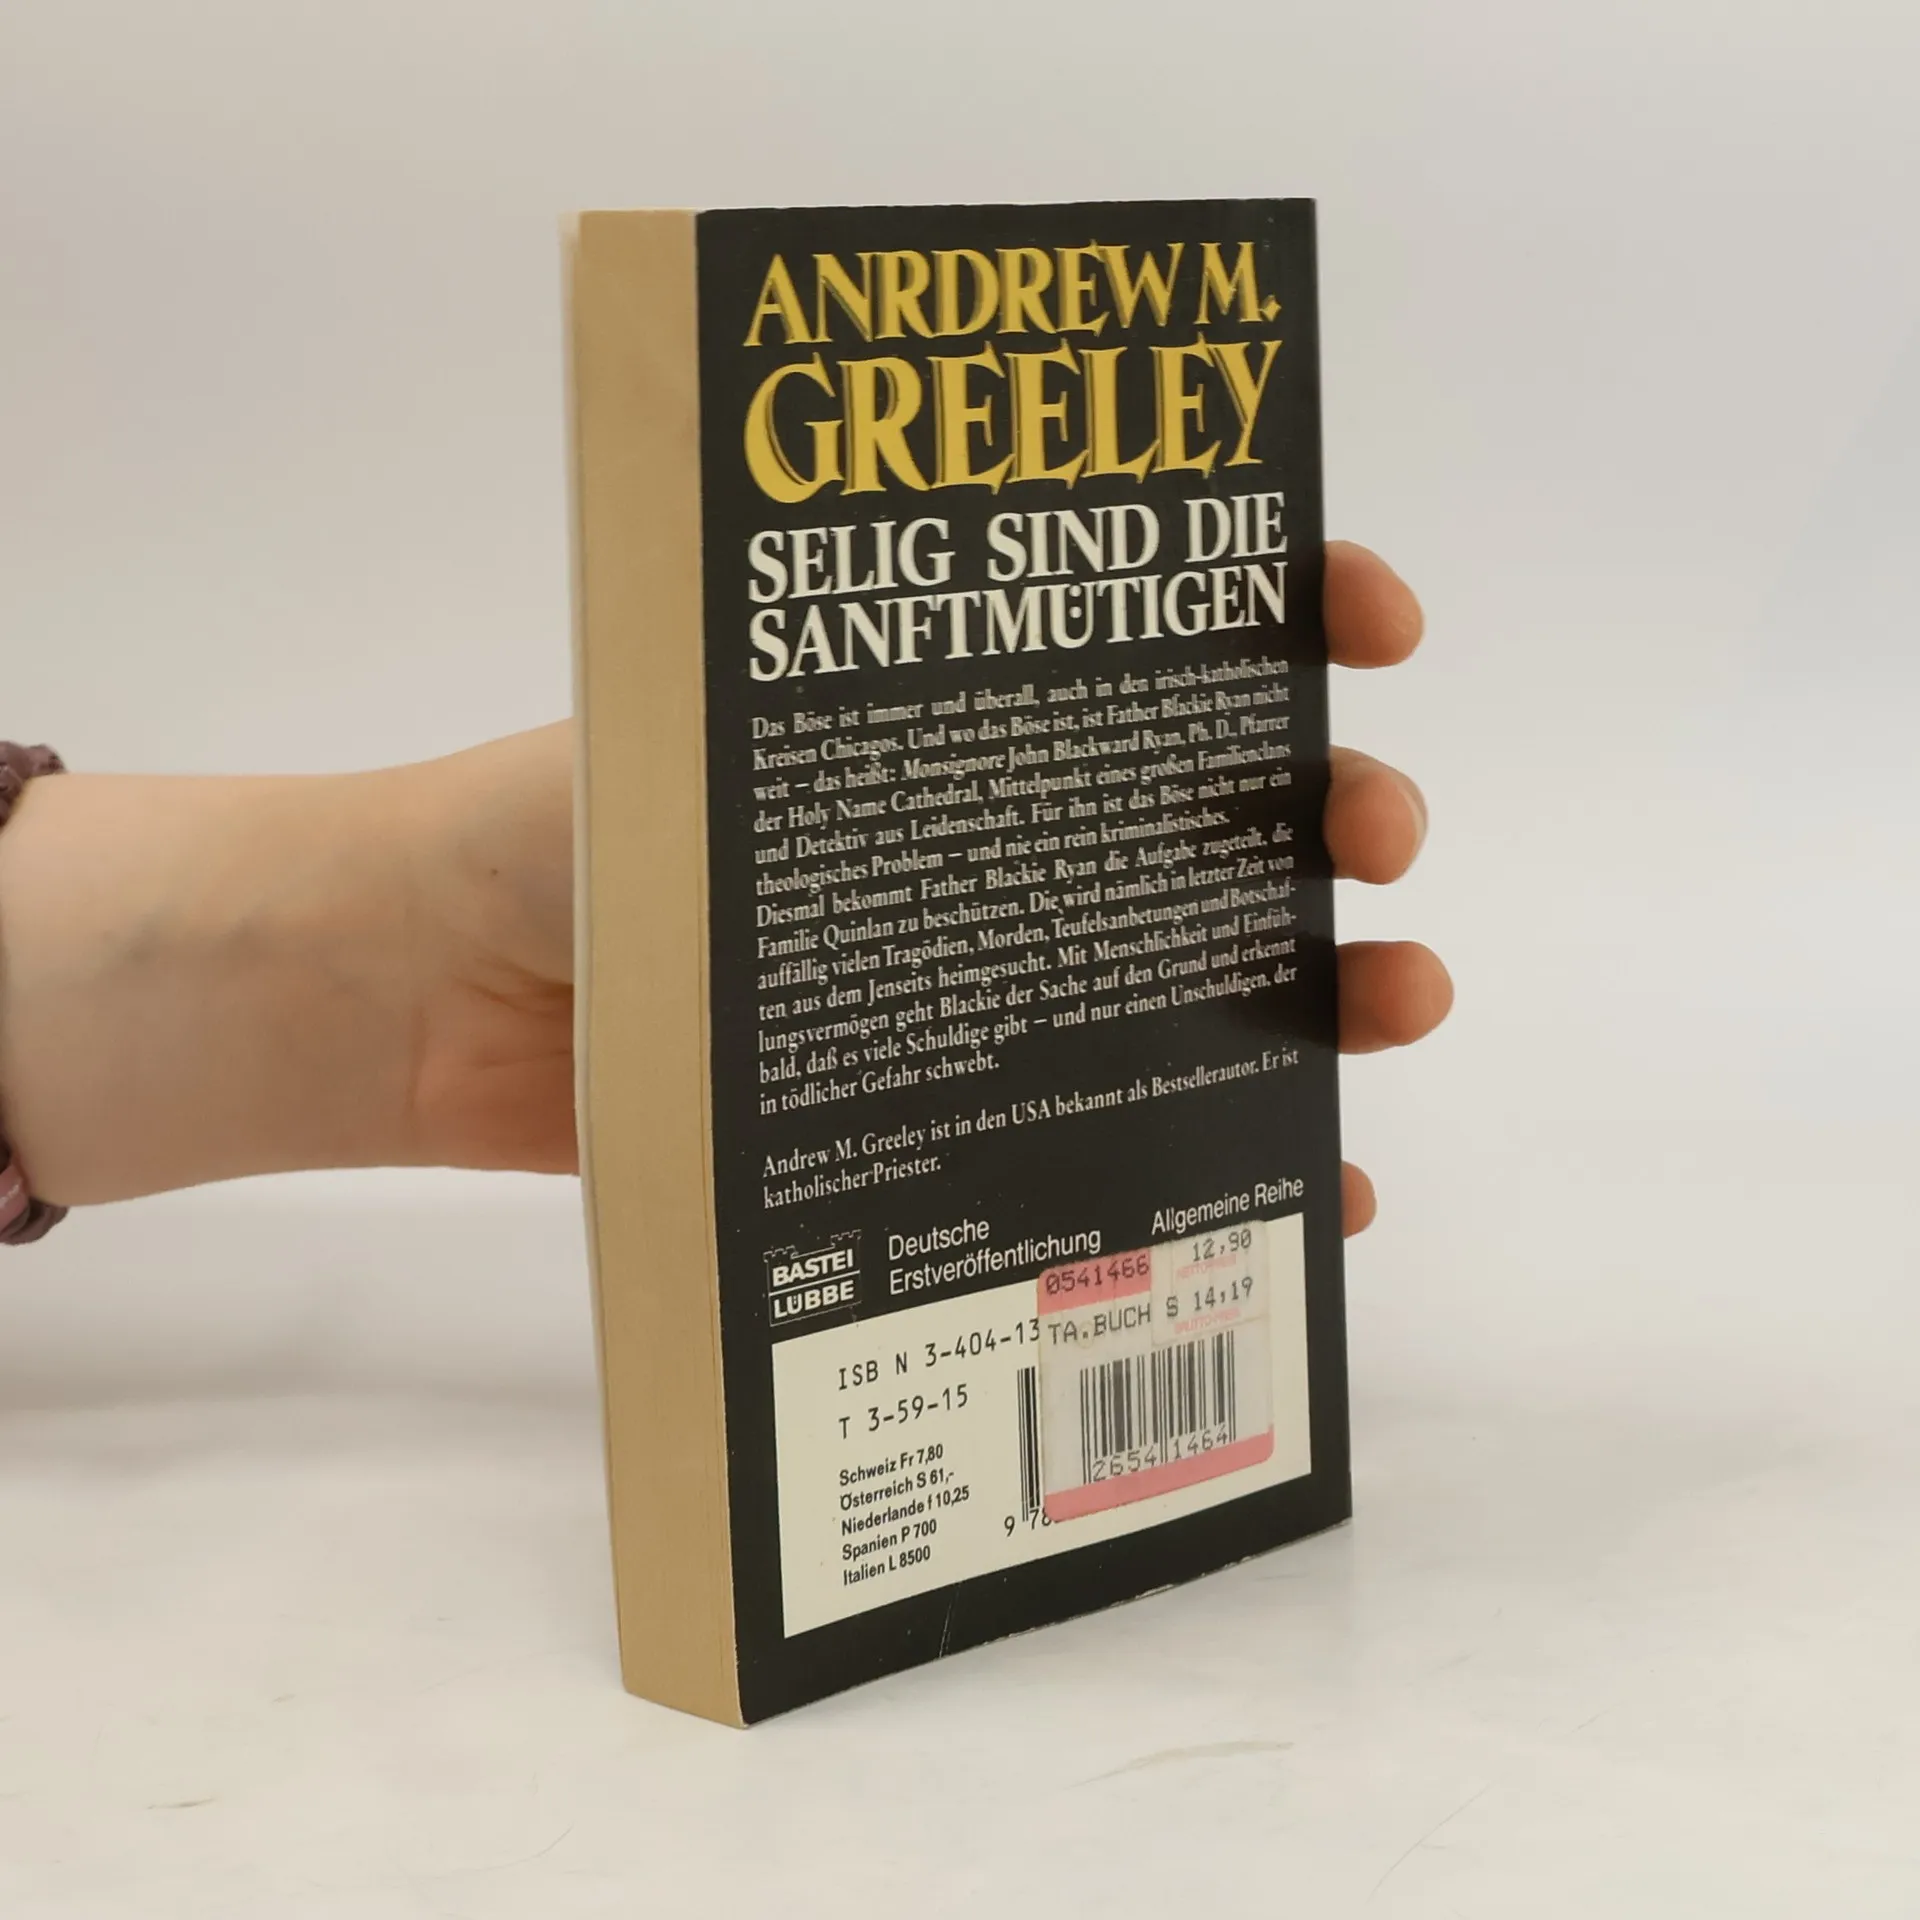 ANRDREW M.
GREELEY
SELIG SIND DIE
SANFTMÜTIGEN
Das Böse ist immer und überall, auch in den irisch-katholischen
Kreisen Chicagos. Und wo das Böse ist, ist Father Blackie Ryan nicht
weit – das heißt: Monsignore John Blackward Ryan, Ph. D., Pfarrer
der Holy Name Cathedral, Mittelpunkt eines großen Familienclans
und Detektiv aus Leidenschaft. Für ihn ist das Böse nicht nur ein
theologisches Problem – und nie ein rein kriminalistisches.
Diesmal bekommt Father Blackie Ryan die Aufgabe zugeteilt, die
Familie Quinlan zu beschützen. Die wird nämlich in letzter Zeit von
auffällig vielen Tragödien, Morden, Teufelsanbetungen und Botschaf-
ten aus dem Jenseits heimgesucht. Mit Menschlichkeit und Einfüh-
lungsvermögen geht Blackie der Sache auf den Grund und erkennt
bald, daß es viele Schuldige gibt – und nur einen Unschuldigen, der
in tödlicher Gefahr schwebt.
Andrew M. Greeley ist in den USA bekannt als Bestsellerautor. Er ist
katholischer Priester.
BASTEI
LÜBBE
Deutsche
Erstveröffentlichung
Allgemeine Reihe
12,90
0541466
S 14,19
TA.BUCH
ISB N 3-404-13
T 3-59-15
Schweiz Fr 7,80
Österreich S 61,-
Niederlande f 10,25
Spanien P 700
Italien L 8500
26541464
9 78